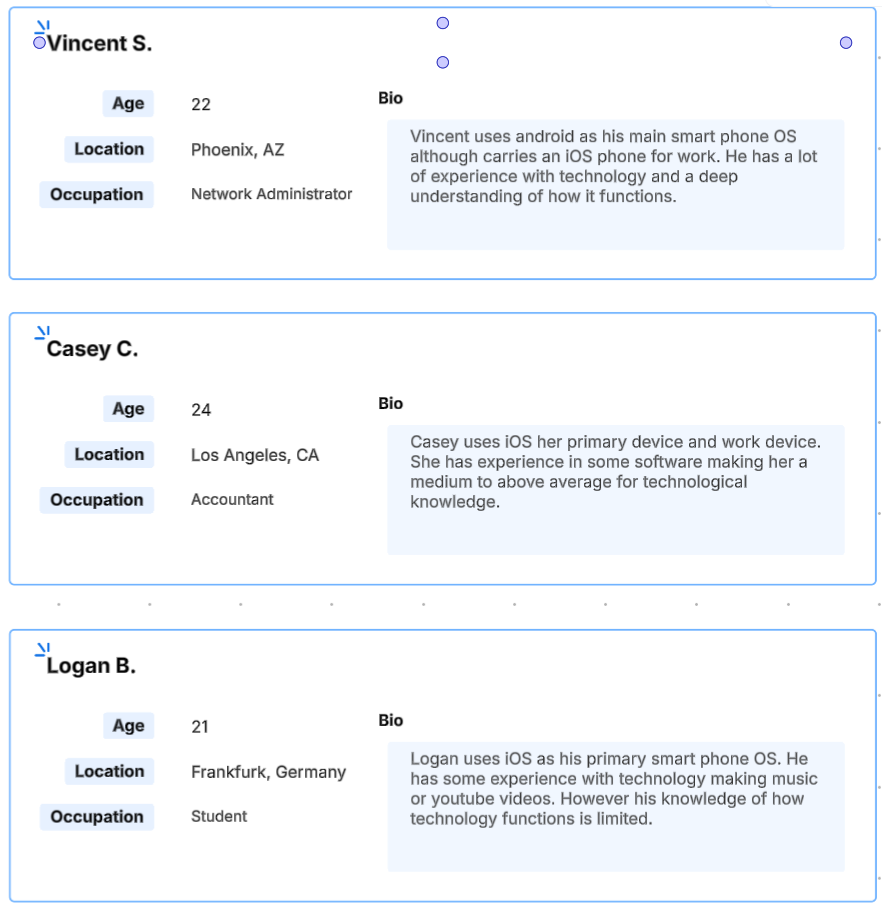 Vincent S.
Age 22
Location Phoenix, AZ
Occupation Network Administrator
Bio
Vincent uses android as his main smart phone OS
although carries an iOS phone for work. He has a lot
of experience with technology and a deep
understanding of how it functions.
Casey C.
Age 24
Location Los Angeles, CA
Occupation Accountant
Bio
Casey uses iOS her primary device and work device.
She has experience in some software making her a
medium to above average for technological
knowledge.
Logan B.
Age 21
Location Frankfurk, Germany
Occupation Student
Bio
Logan uses iOS as his primary smart phone OS. He
has some experience with technology making music
or youtube videos. However his knowledge of how
technology functions is limited.